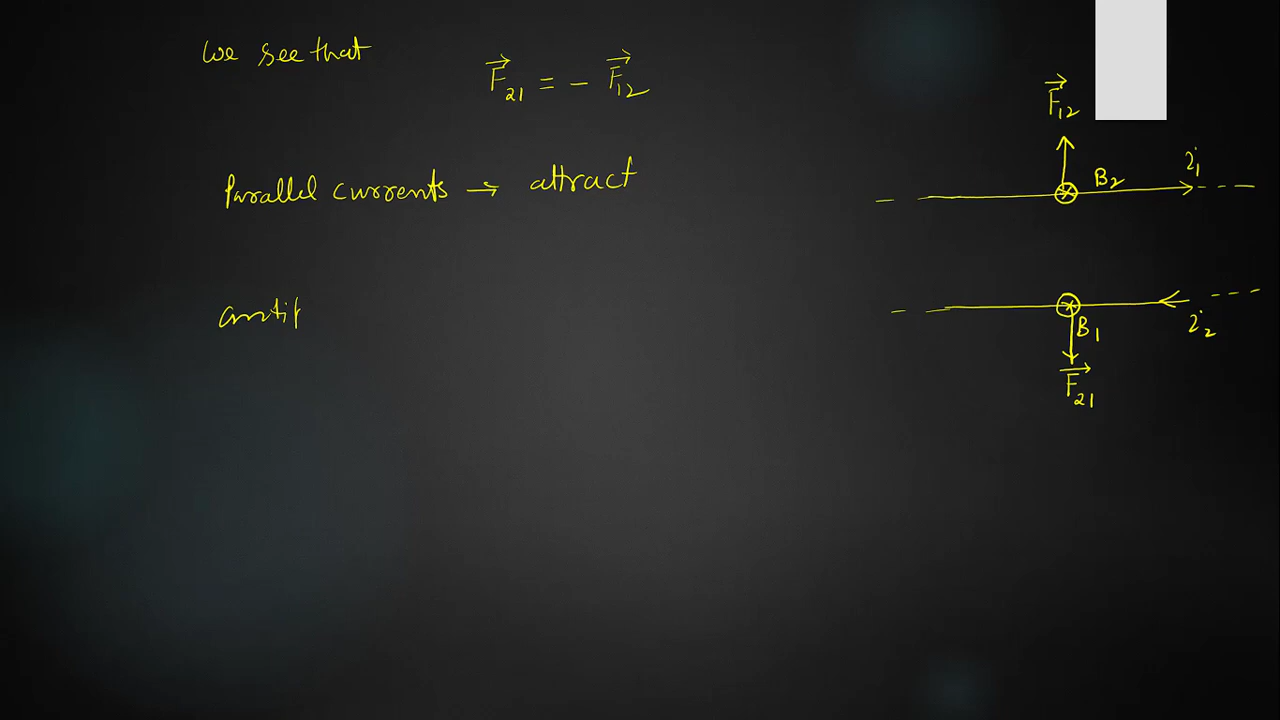 we see that
F⃗₂₁ = − F⃗₁₂
Parallel currents → attract
antip
F⃗₁₂
B₂
i₁
B₁
i₂
F⃗₂₁